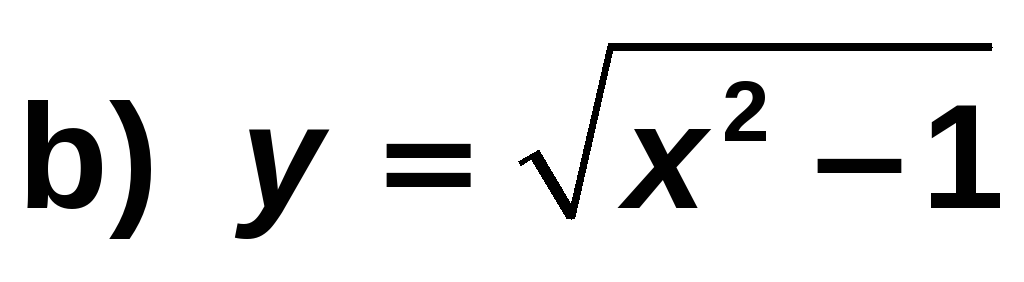 b) y = √(x² − 1)